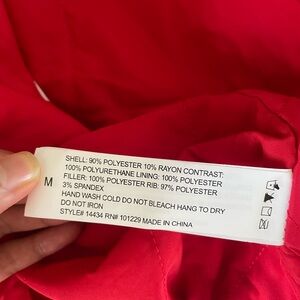 SHELL: 90% POLYESTER 10% RAYON CONTRAST:
100% POLYURETHANE LINING: 100% POLYESTER
FILLER: 100% POLYESTER RIB: 97% POLYESTER
3% SPANDEX
HAND WASH COLD DO NOT BLEACH HANG TO DRY
DO NOT IRON
STYLE# 14434 RN# 101229 MADE IN CHINA
M